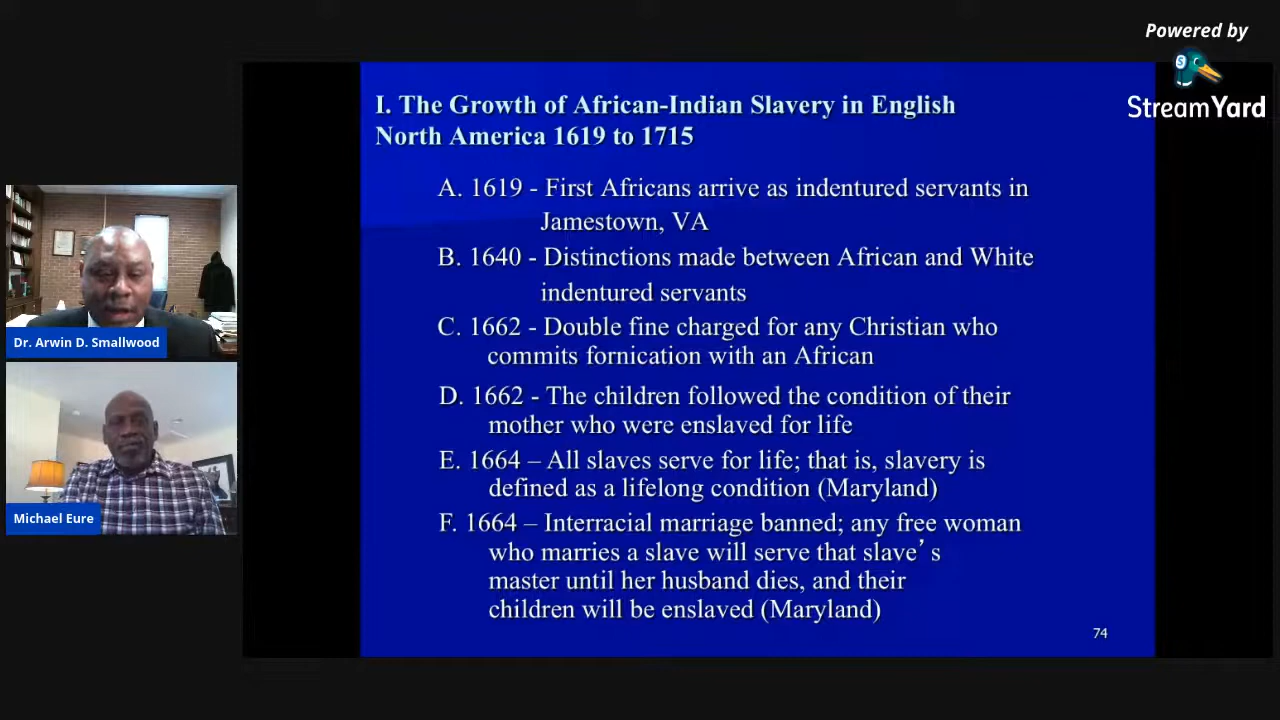 Powered by
StreamYard
I. The Growth of African-Indian Slavery in English
North America 1619 to 1715
A. 1619 - First Africans arrive as indentured servants in
Jamestown, VA
B. 1640 - Distinctions made between African and White
indentured servants
C. 1662 - Double fine charged for any Christian who
commits fornication with an African
D. 1662 - The children followed the condition of their
mother who were enslaved for life
E. 1664 – All slaves serve for life; that is, slavery is
defined as a lifelong condition (Maryland)
F. 1664 – Interracial marriage banned; any free woman
who marries a slave will serve that slave’s
master until her husband dies, and their
children will be enslaved (Maryland)
74
Dr. Arwin D. Smallwood
Michael Eure